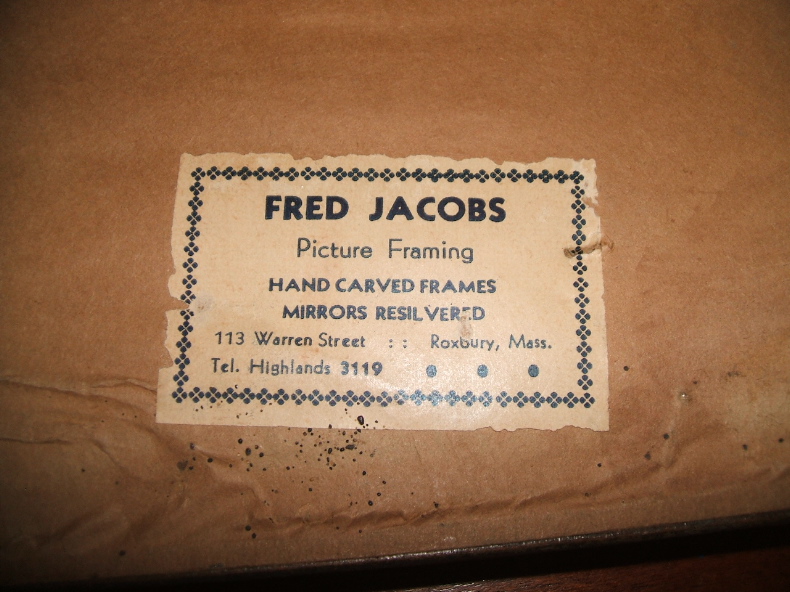 FRED JACOBS
Picture Framing
HAND CARVED FRAMES
MIRRORS RESILVERED
113 Warren Street :: Roxbury, Mass.
Tel. Highlands 3119